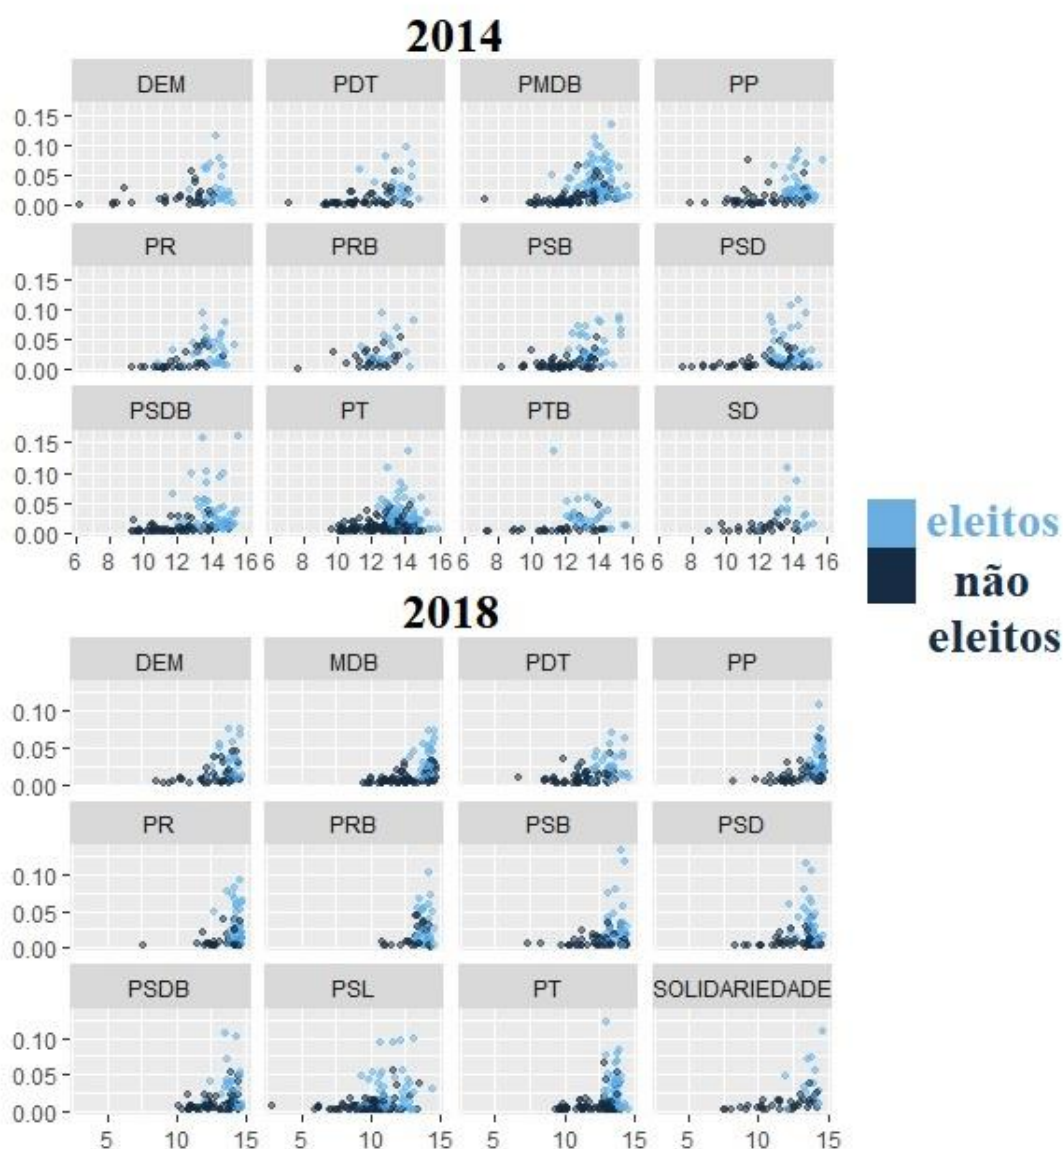 2014
DEM PDT PMDB PP
0.15
0.10
0.05
0.00
PR PRB PSB PSD
0.15
0.10
0.05
0.00
PSDB PT PTB SD
0.15
0.10
0.05
0.00
6 8 10 12 14 16 6 8 10 12 14 16 6 8 10 12 14 16 6 8 10 12 14 16
eleitos
não
eleitos
2018
DEM MDB PDT PP
0.10
0.05
0.00
PR PRB PSB PSD
0.10
0.05
0.00
PSDB PSL PT SOLIDARIEDADE
0.10
0.05
0.00
5 10 15 5 10 15 5 10 15 5 10 15